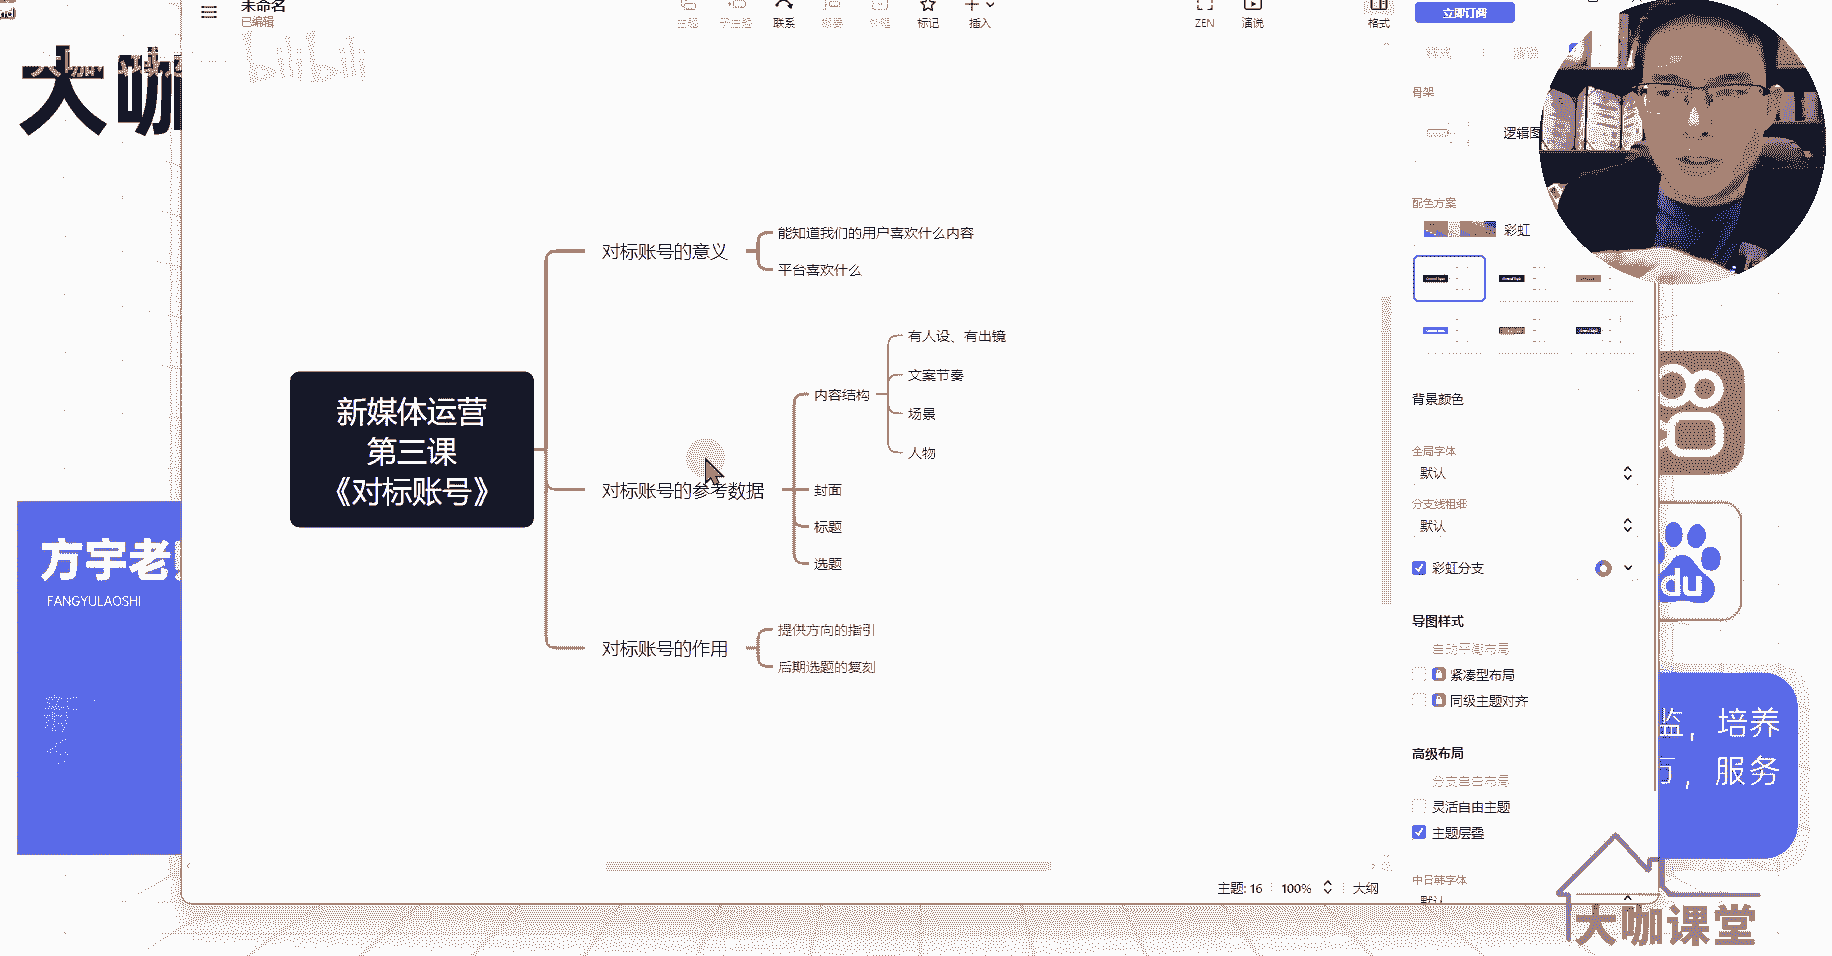 未命名
已编辑
联系
标记
插入
ZEN
演说
格式
立即订阅
bilibili
大咖
骨架
逻辑图
配色方案
彩虹
背景颜色
全局字体
默认
分支线粗细
默认
彩虹分支
导图样式
自动平衡布局
紧凑型布局
同级主题对齐
高级布局
分支自由布局
灵活自由主题
主题层叠
中日韩字体
默认
新媒体运营
第三课
《对标账号》
对标账号的意义
能知道我们的用户喜欢什么内容
平台喜欢什么
对标账号的参考数据
内容结构
有人设、有出镜
文案节奏
场景
人物
封面
标题
选题
对标账号的作用
提供方向的指引
后期选题的复刻
方宇老
FANGYULAOSHI
du
监，培养
万，服务
主题: 16
100%
大纲
大咖课堂